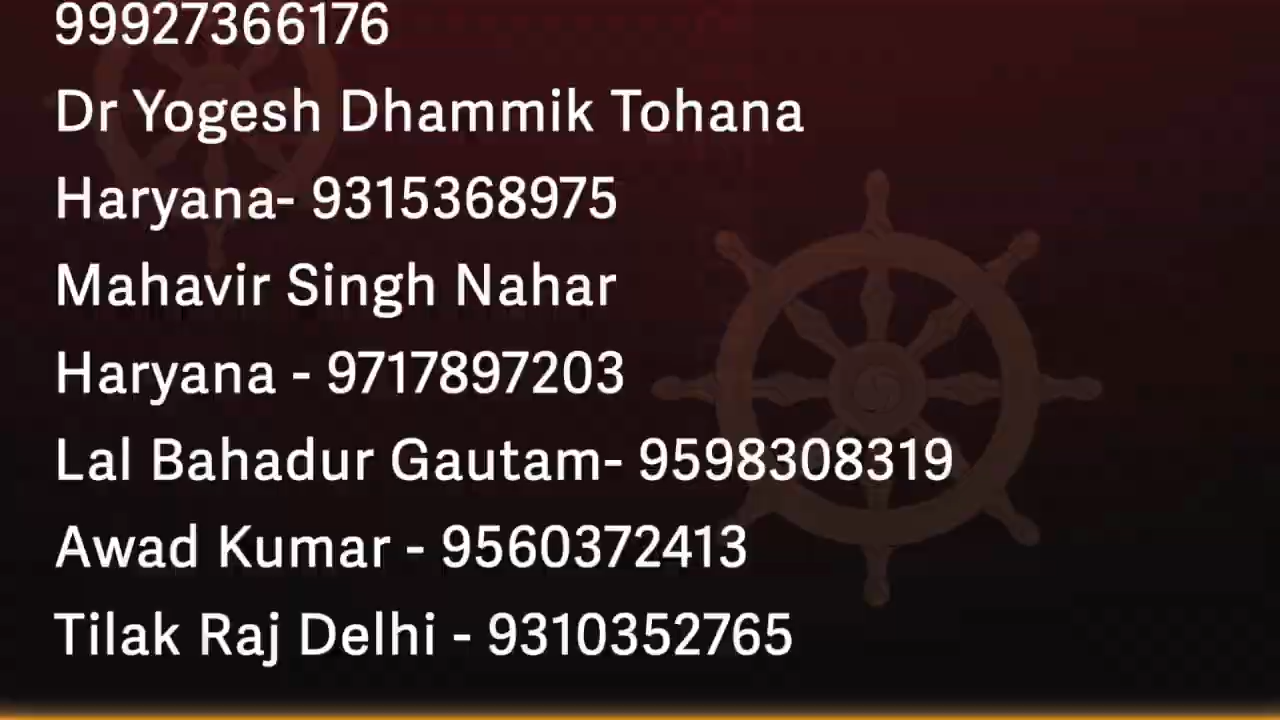 99927366176
Dr Yogesh Dhammik Tohana
Haryana- 9315368975
Mahavir Singh Nahar
Haryana - 9717897203
Lal Bahadur Gautam- 9598308319
Awad Kumar - 9560372413
Tilak Raj Delhi - 9310352765